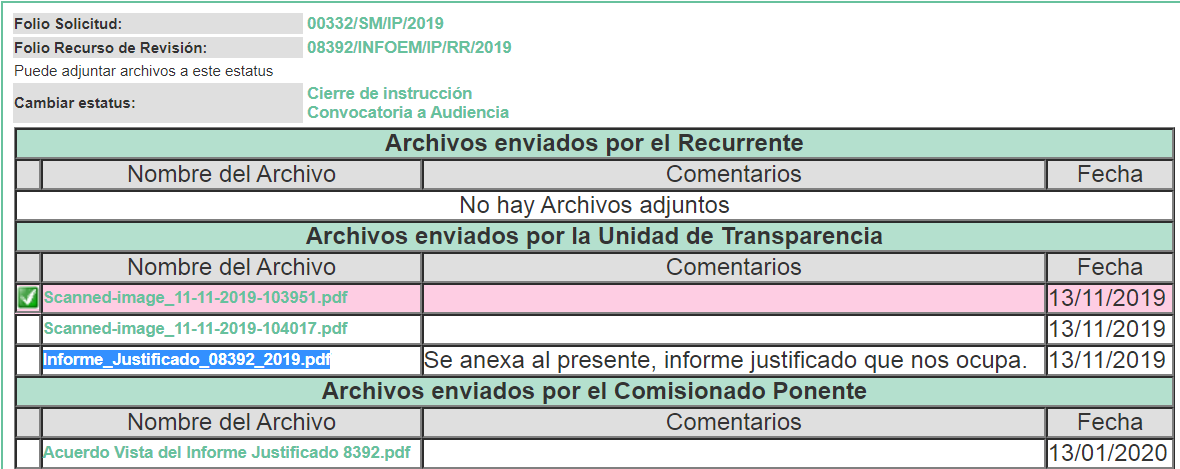 Folio Solicitud: 00332/SM/IP/2019
Folio Recurso de Revisión: 08392/INFOEM/IP/RR/2019
Puede adjuntar archivos a este estatus
Cambiar estatus: Cierre de instrucción
Convocatoria a Audiencia
Archivos enviados por el Recurrente
Nombre del Archivo Comentarios Fecha
No hay Archivos adjuntos
Archivos enviados por la Unidad de Transparencia
Nombre del Archivo Comentarios Fecha
Scanned-image_11-11-2019-103951.pdf 13/11/2019
Scanned-image_11-11-2019-104017.pdf 13/11/2019
Informe_Justificado_08392_2019.pdf Se anexa al presente, informe justificado que nos ocupa. 13/11/2019
Archivos enviados por el Comisionado Ponente
Nombre del Archivo Comentarios Fecha
Acuerdo Vista del Informe Justificado 8392.pdf 13/01/2020